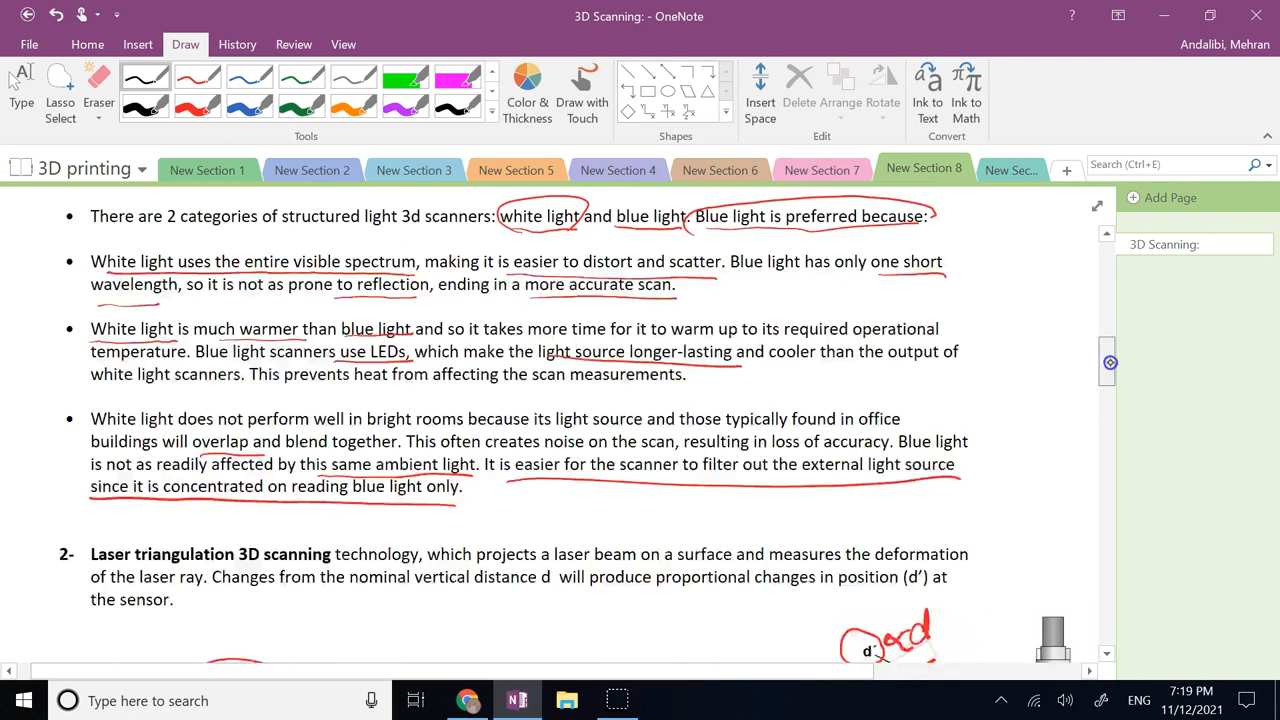 3D Scanning: - OneNote
?
Andalibi, Mehran
File Home Insert Draw History Review View
Type
Lasso Select
Eraser
Color & Thickness
Draw with Touch
Insert Space
Delete
Arrange
Rotate
Ink to Text
Ink to Math
Tools
Shapes
Edit
Convert
3D printing
New Section 1
New Section 2
New Section 3
New Section 4
New Section 5
New Section 6
New Section 7
New Section 8
New Sec...
Search (Ctrl+E)
Add Page
3D Scanning:
• There are 2 categories of structured light 3d scanners: white light and blue light. Blue light is preferred because:
• White light uses the entire visible spectrum, making it is easier to distort and scatter. Blue light has only one short
wavelength, so it is not as prone to reflection, ending in a more accurate scan.
• White light is much warmer than blue light and so it takes more time for it to warm up to its required operational
temperature. Blue light scanners use LEDs, which make the light source longer-lasting and cooler than the output of
white light scanners. This prevents heat from affecting the scan measurements.
• White light does not perform well in bright rooms because its light source and those typically found in office
buildings will overlap and blend together. This often creates noise on the scan, resulting in loss of accuracy. Blue light
is not as readily affected by this same ambient light. It is easier for the scanner to filter out the external light source
since it is concentrated on reading blue light only.
2- Laser triangulation 3D scanning technology, which projects a laser beam on a surface and measures the deformation
of the laser ray. Changes from the nominal vertical distance d will produce proportional changes in position (d’) at
the sensor.
d´
Type here to search
ENG
7:19 PM
11/12/2021